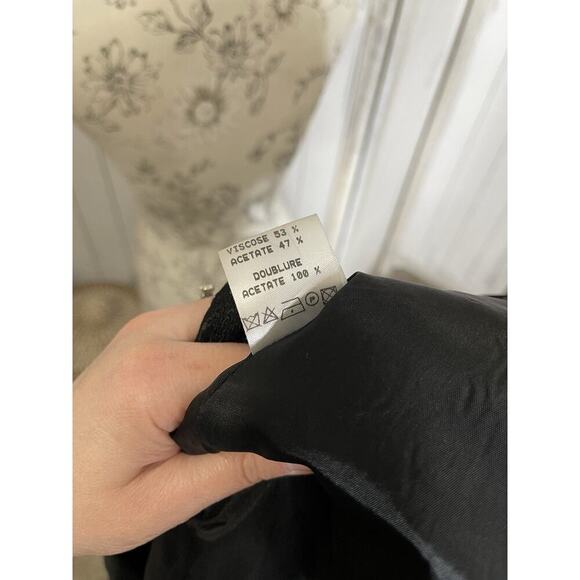 VISCOSE 53 %
ACETATE 47 %
DOUBLURE
ACETATE 100 %
P